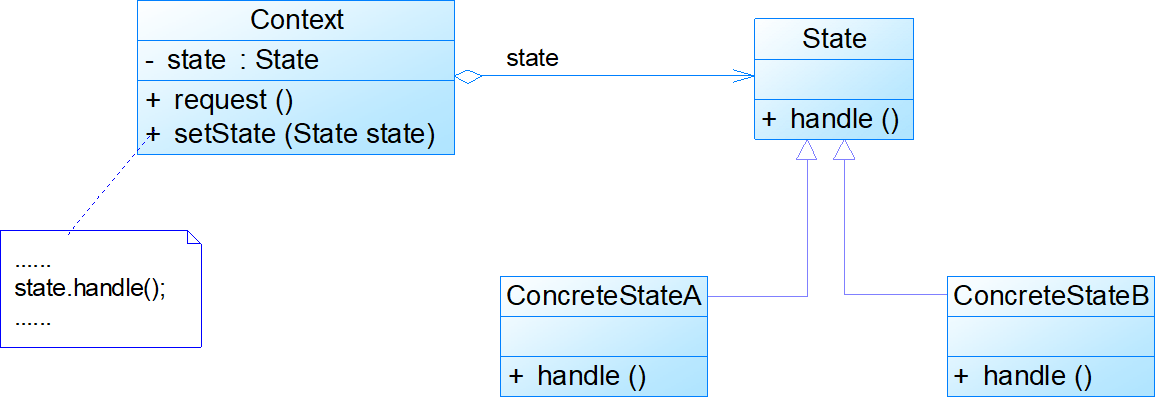 Context
- state : State
+ request ()
+ setState (State state)
state
State
+ handle ()
......
state.handle();
......
ConcreteStateA
+ handle ()
ConcreteStateB
+ handle ()